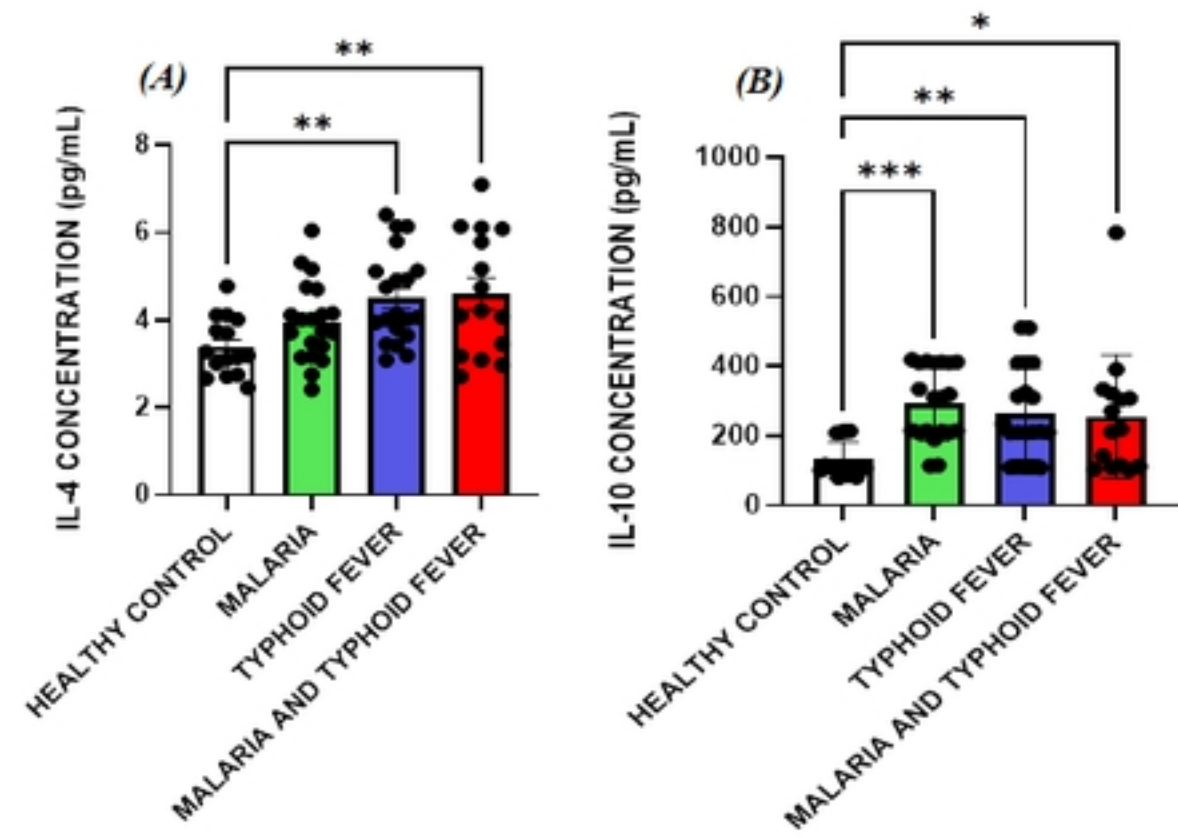 (A)
**
**
IL-4 CONCENTRATION (pg/mL)
8
6
4
2
0
HEALTHY CONTROL
MALARIA
TYPHOID FEVER
MALARIA AND TYPHOID FEVER
(B)
*
**
***
IL-10 CONCENTRATION (pg/mL)
1000
800
600
400
200
0
HEALTHY CONTROL
MALARIA
TYPHOID FEVER
MALARIA AND TYPHOID FEVER